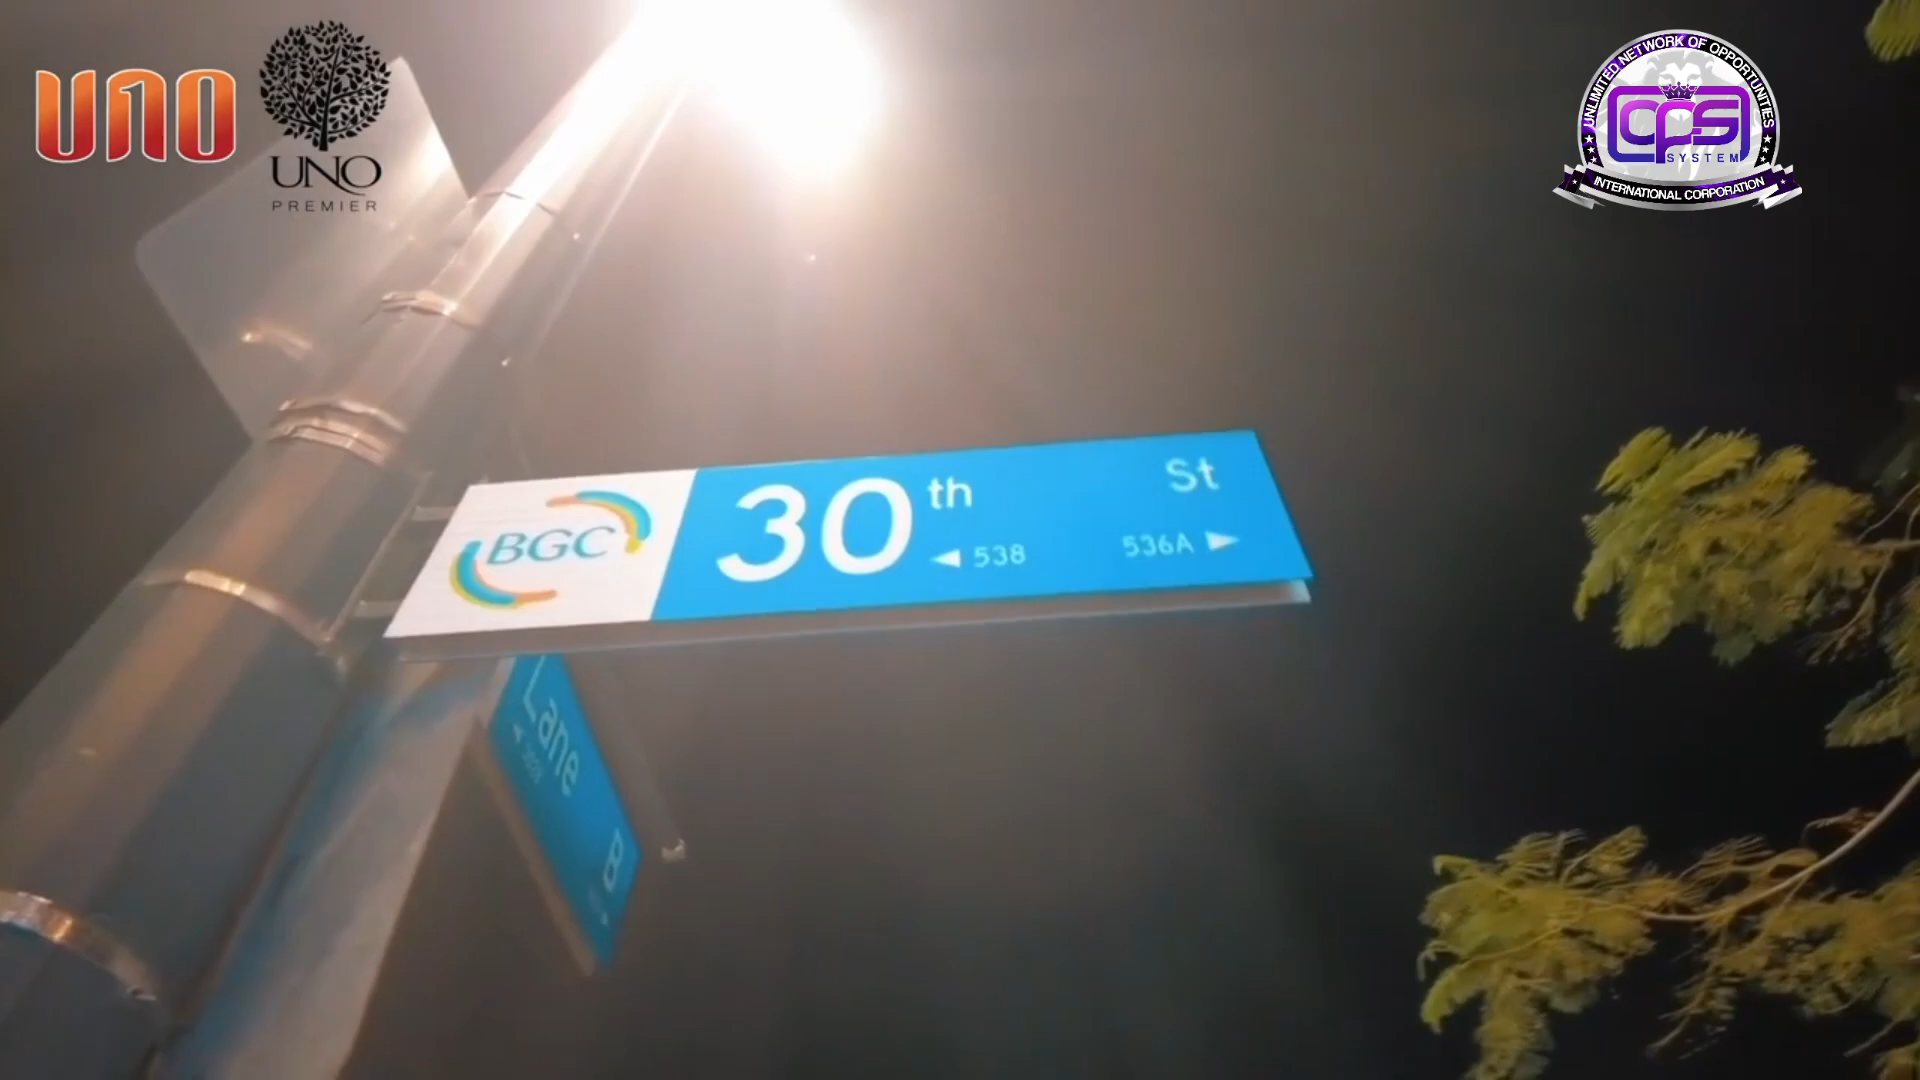 UNO
UNO
PREMIER
UNLIMITED NETWORK OF OPPORTUNITIES
CPS
SYSTEM
INTERNATIONAL CORPORATION
BGC
30th St
◀ 538 536A ▶
Lane
B